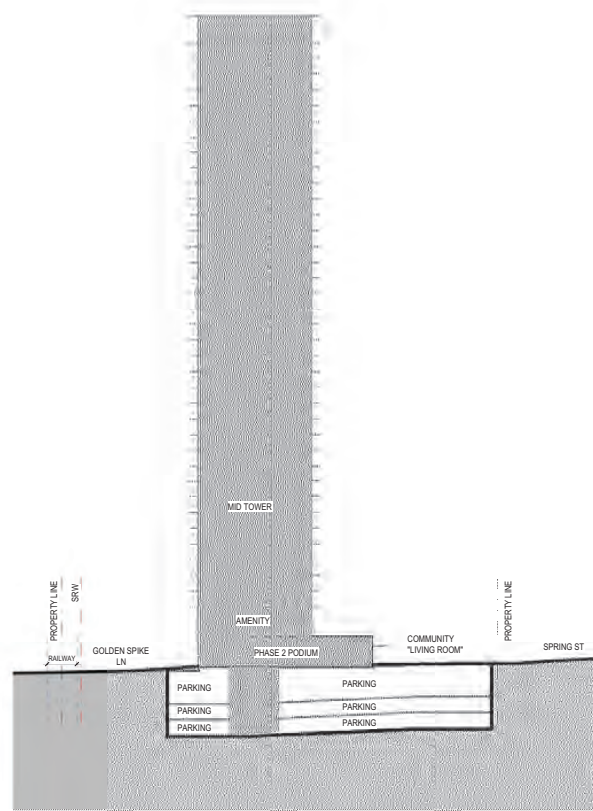 MID TOWER
PROPERTY LINE
SRW
PROPERTY LINE
AMENITY
RAILWAY
GOLDEN SPIKE
LN
PHASE 2 PODIUM
COMMUNITY
"LIVING ROOM"
SPRING ST
PARKING
PARKING
PARKING
PARKING
PARKING
PARKING